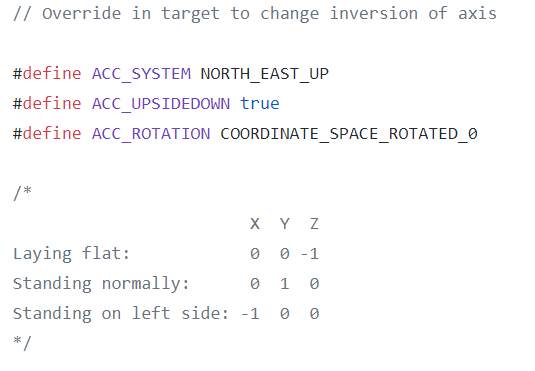 // Override in target to change inversion of axis
#define ACC_SYSTEM NORTH_EAST_UP
#define ACC_UPSIDEDOWN true
#define ACC_ROTATION COORDINATE_SPACE_ROTATED_0
/*
X Y Z
Laying flat: 0 0 -1
Standing normally: 0 1 0
Standing on left side: -1 0 0
*/